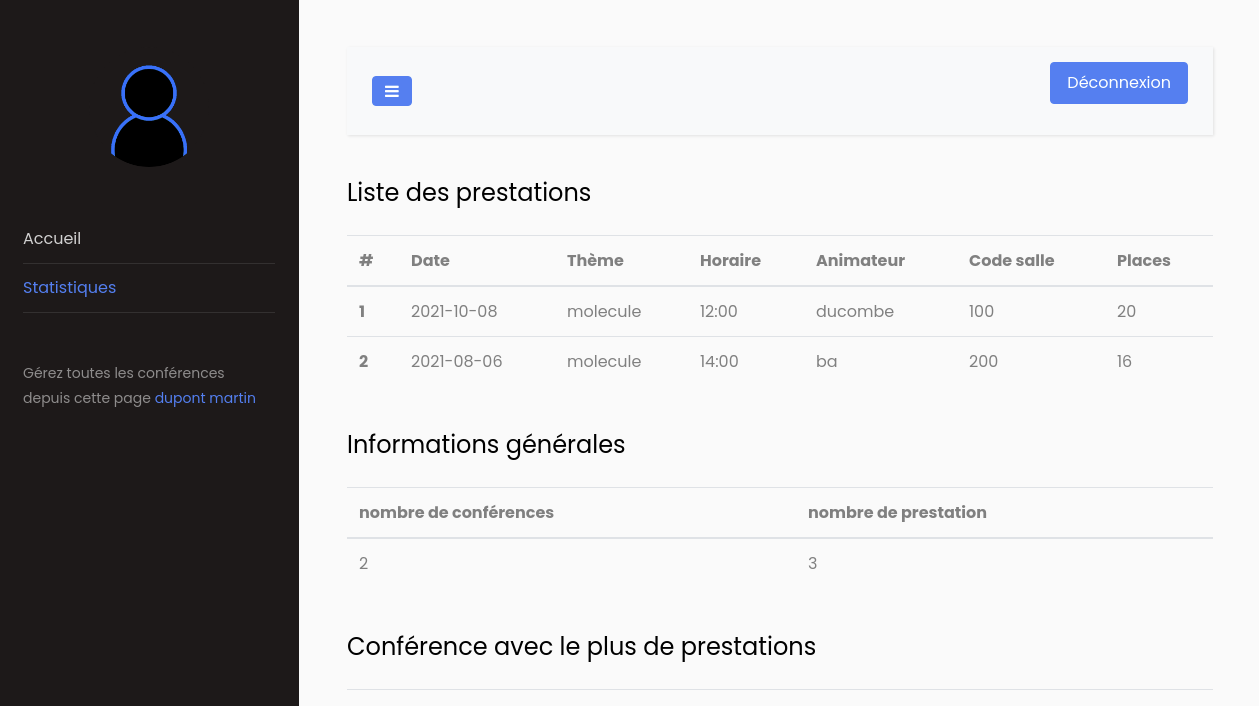 Déconnexion
Accueil
Statistiques
Gérez toutes les conférences
depuis cette page dupont martin
Liste des prestations
# Date Thème Horaire Animateur Code salle Places
1 2021-10-08 molecule 12:00 ducombe 100 20
2 2021-08-06 molecule 14:00 ba 200 16
Informations générales
nombre de conférences nombre de prestation
2 3
Conférence avec le plus de prestations